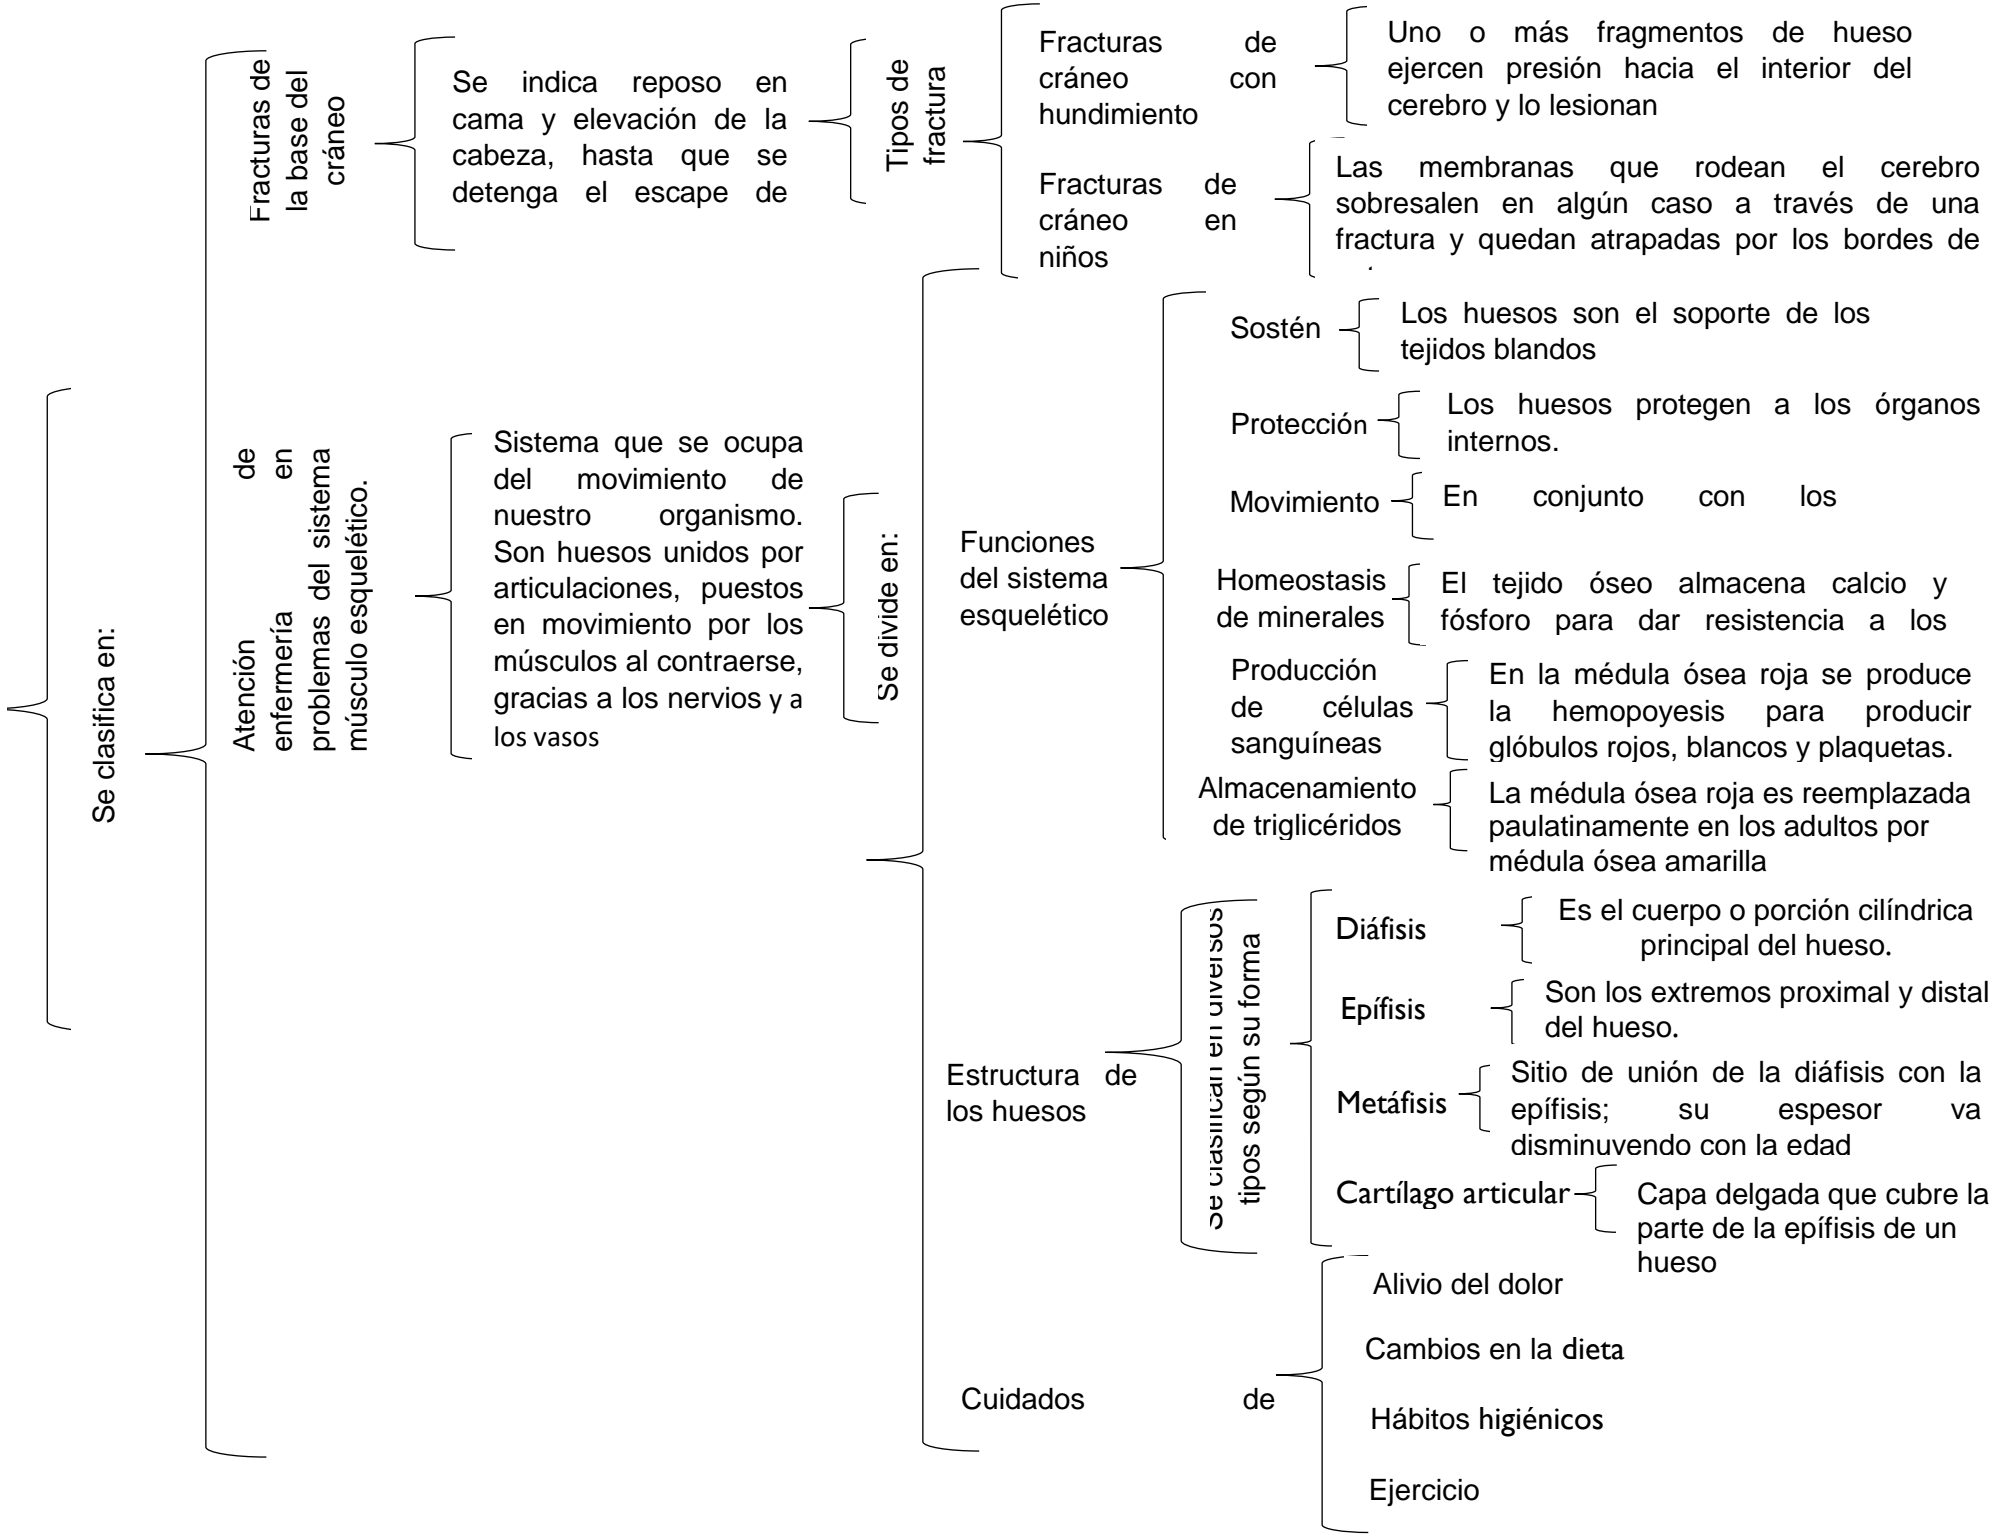 Se clasifica en:
Fracturas de
la base del
cráneo
Se indica reposo en
cama y elevación de la
cabeza, hasta que se
detenga el escape de
Tipos de
fractura
Fracturas de
cráneo con
hundimiento
Uno o más fragmentos de hueso
ejercen presión hacia el interior del
cerebro y lo lesionan
Fracturas de
cráneo en
niños
Las membranas que rodean el cerebro
sobresalen en algún caso a través de una
fractura y quedan atrapadas por los bordes de
Atención de
enfermería en
problemas del sistema
músculo esquelético.
Sistema que se ocupa
del movimiento de
nuestro organismo.
Son huesos unidos por
articulaciones, puestos
en movimiento por los
músculos al contraerse,
gracias a los nervios y a
los vasos
Se divide en:
Funciones
del sistema
esquelético
Sostén
Los huesos son el soporte de los
tejidos blandos
Protección
Los huesos protegen a los órganos
internos.
Movimiento
En conjunto con los
Homeostasis
de minerales
El tejido óseo almacena calcio y
fósforo para dar resistencia a los
Producción
de células
sanguíneas
En la médula ósea roja se produce
la hemopoyesis para producir
glóbulos rojos, blancos y plaquetas.
Almacenamiento
de triglicéridos
La médula ósea roja es reemplazada
paulatinamente en los adultos por
médula ósea amarilla
Estructura de
los huesos
Se clasifican en diversos
tipos según su forma
Diáfisis
Es el cuerpo o porción cilíndrica
principal del hueso.
Epífisis
Son los extremos proximal y distal
del hueso.
Metáfisis
Sitio de unión de la diáfisis con la
epífisis; su espesor va
disminuyendo con la edad
Cartílago articular
Capa delgada que cubre la
parte de la epífisis de un
hueso
Cuidados de
Alivio del dolor
Cambios en la dieta
Hábitos higiénicos
Ejercicio